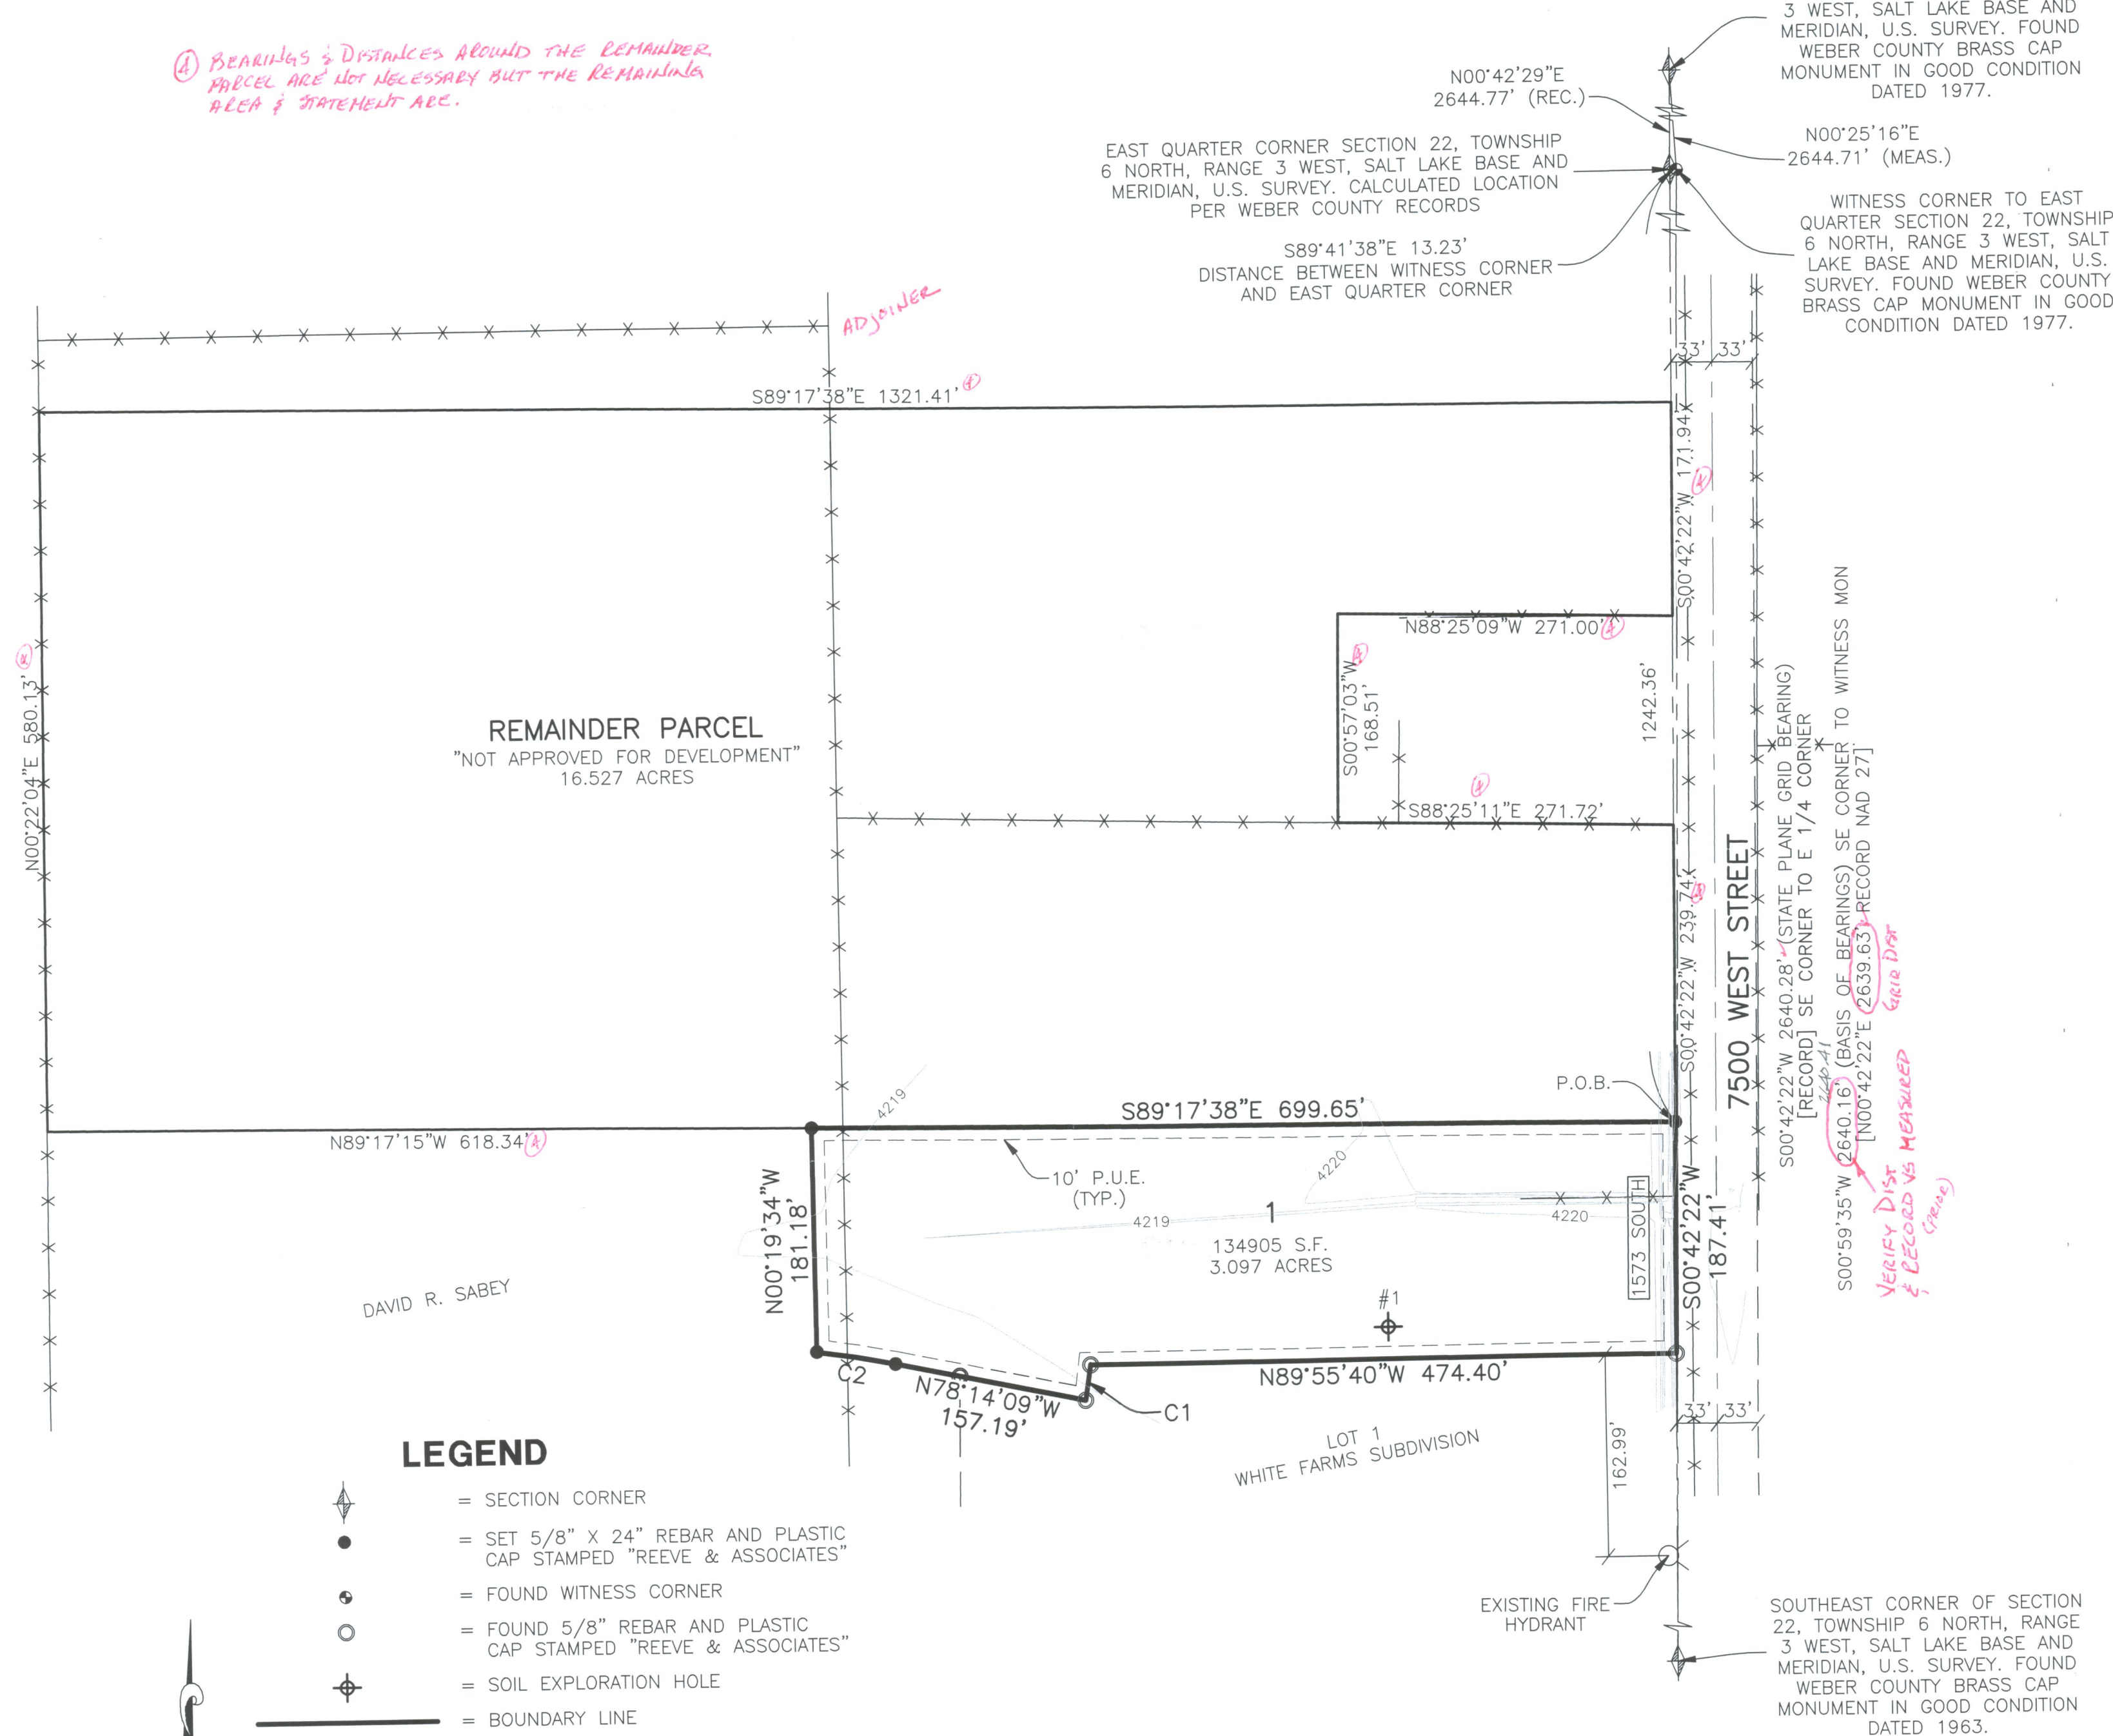 ④ BEARINGS & DISTANCES AROUND THE REMAINDER
PARCEL ARE NOT NECESSARY BUT THE REMAINING
AREA & STATEMENT ARE.
3 WEST, SALT LAKE BASE AND
MERIDIAN, U.S. SURVEY. FOUND
WEBER COUNTY BRASS CAP
MONUMENT IN GOOD CONDITION
DATED 1977.
N00°42'29"E
2644.77' (REC.)
N00°25'16"E
2644.71' (MEAS.)
EAST QUARTER CORNER SECTION 22, TOWNSHIP
6 NORTH, RANGE 3 WEST, SALT LAKE BASE AND
MERIDIAN, U.S. SURVEY. CALCULATED LOCATION
PER WEBER COUNTY RECORDS
WITNESS CORNER TO EAST
QUARTER SECTION 22, TOWNSHIP
6 NORTH, RANGE 3 WEST, SALT
LAKE BASE AND MERIDIAN, U.S.
SURVEY. FOUND WEBER COUNTY
BRASS CAP MONUMENT IN GOOD
CONDITION DATED 1977.
S89°41'38"E 13.23'
DISTANCE BETWEEN WITNESS CORNER
AND EAST QUARTER CORNER
ADJOINER
33' 33'
S89°17'38"E 1321.41' ④
S00°42'22"W 171.94' ④
N88°25'09"W 271.00' ④
S00°57'03"W ④
168.51'
1242.36'
S88°25'11"E 271.72' ④
N00°22'04"E 580.13' ④
REMAINDER PARCEL
"NOT APPROVED FOR DEVELOPMENT"
16.527 ACRES
S00°42'22"W 239.74' ④
7500 WEST STREET
S00°42'22"W 2640.28' (STATE PLANE GRID BEARING)
[RECORD] SE CORNER TO E 1/4 CORNER
2640.41
S00°59'35"W 2640.16' (BASIS OF BEARINGS) SE CORNER TO WITNESS MON
[N00°42'22"E 2639.63' RECORD NAD 27]
GRID DIST
VERIFY DIST
& RECORD VS MEASURED
(PRIOR)
P.O.B.
S89°17'38"E 699.65'
N89°17'15"W 618.34' ④
4219
10' P.U.E.
(TYP.)
4220
N00°19'34"W
181.18'
4219
1
134905 S.F.
3.097 ACRES
4220
1573 SOUTH
S00°42'22"W
187.41'
#1
DAVID R. SABEY
C2
N78°14'09"W
157.19'
C1
N89°55'40"W 474.40'
33' 33'
LOT 1
WHITE FARMS SUBDIVISION
162.99'
EXISTING FIRE
HYDRANT
SOUTHEAST CORNER OF SECTION
22, TOWNSHIP 6 NORTH, RANGE
3 WEST, SALT LAKE BASE AND
MERIDIAN, U.S. SURVEY. FOUND
WEBER COUNTY BRASS CAP
MONUMENT IN GOOD CONDITION
DATED 1963.
LEGEND
= SECTION CORNER
= SET 5/8" X 24" REBAR AND PLASTIC
CAP STAMPED "REEVE & ASSOCIATES"
= FOUND WITNESS CORNER
= FOUND 5/8" REBAR AND PLASTIC
CAP STAMPED "REEVE & ASSOCIATES"
= SOIL EXPLORATION HOLE
= BOUNDARY LINE